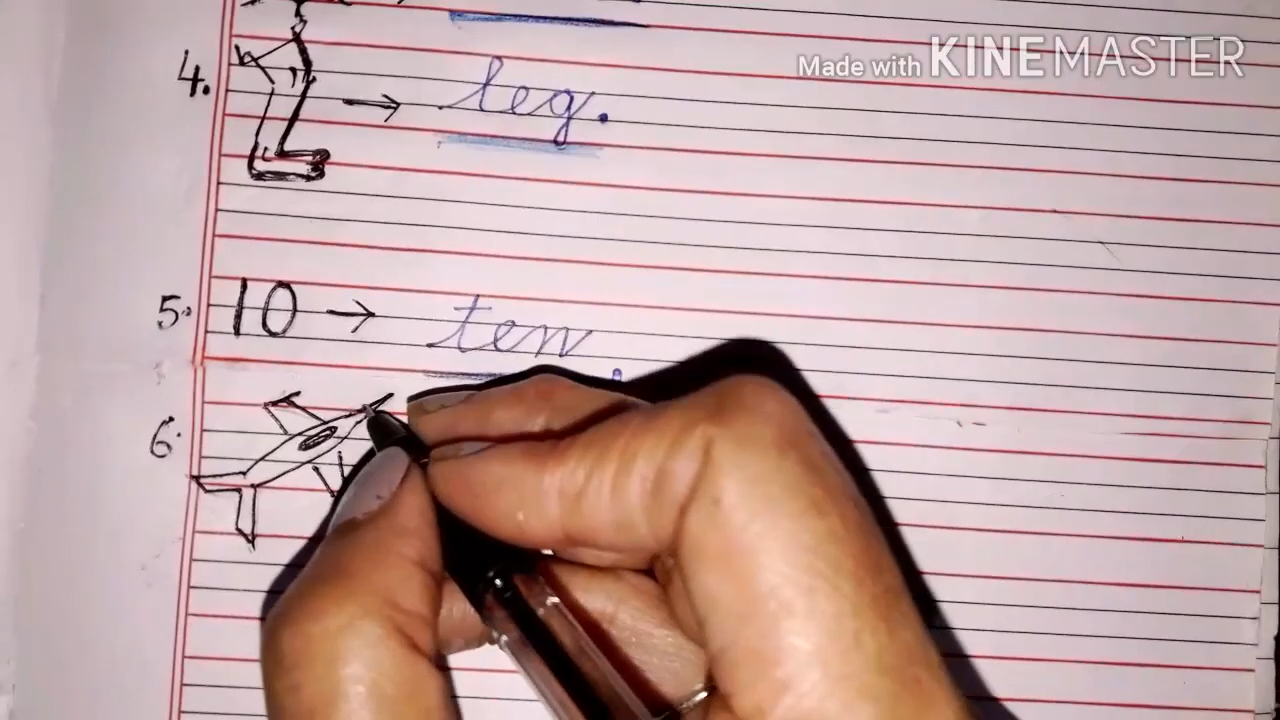 Made with KINEMASTER
4. → leg.
5. 10 → ten
6.